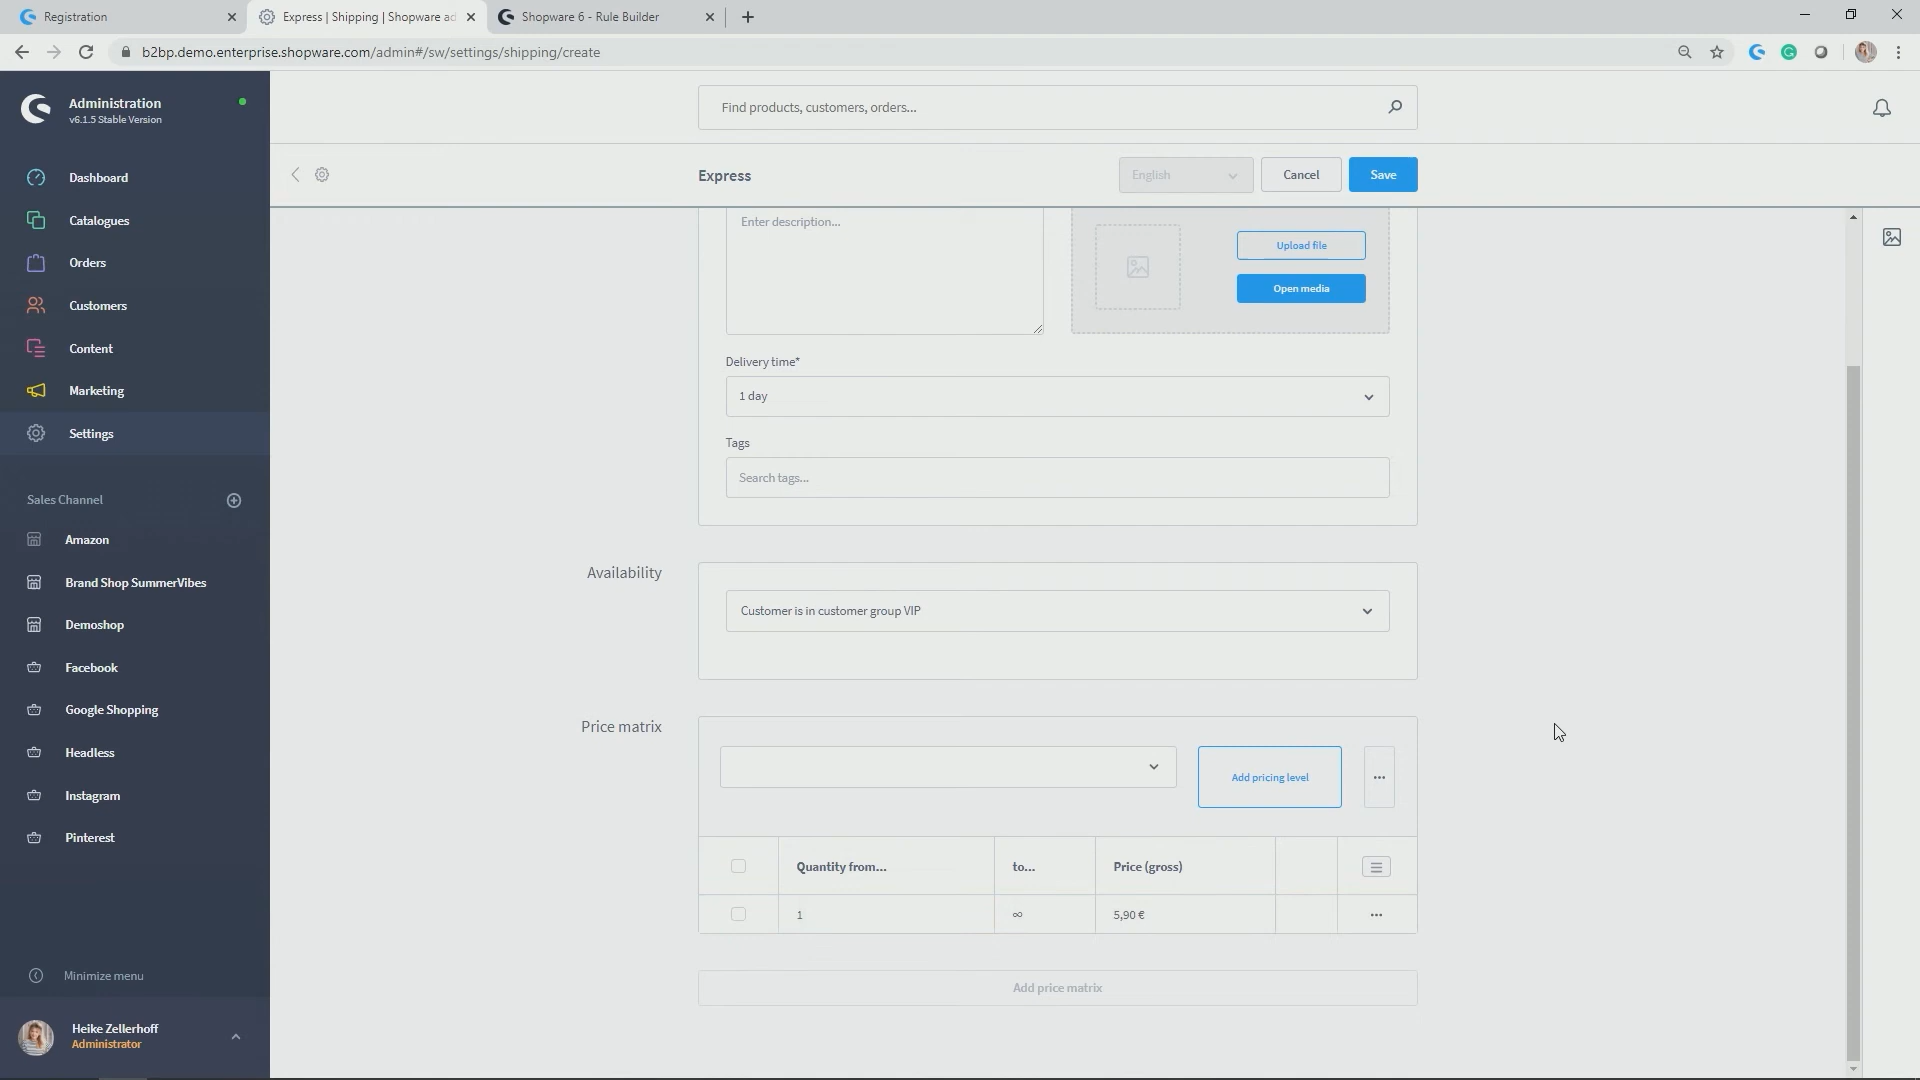 Registration
Express | Shipping | Shopware ad
Shopware 6 - Rule Builder
b2bp.demo.enterprise.shopware.com/admin#/sw/settings/shipping/create
Administration
v6.1.5 Stable Version
Find products, customers, orders...
Express
English
Cancel
Save
Dashboard
Catalogues
Orders
Customers
Content
Marketing
Settings
Sales Channel
Amazon
Brand Shop SummerVibes
Demoshop
Facebook
Google Shopping
Headless
Instagram
Pinterest
Minimize menu
Heike Zellerhoff
Administrator
Enter description...
Upload file
Open media
Delivery time*
1 day
Tags
Search tags...
Availability
Customer is in customer group VIP
Price matrix
Add pricing level
Quantity from... to... Price (gross)
1 ∞ 5,90 €
Add price matrix